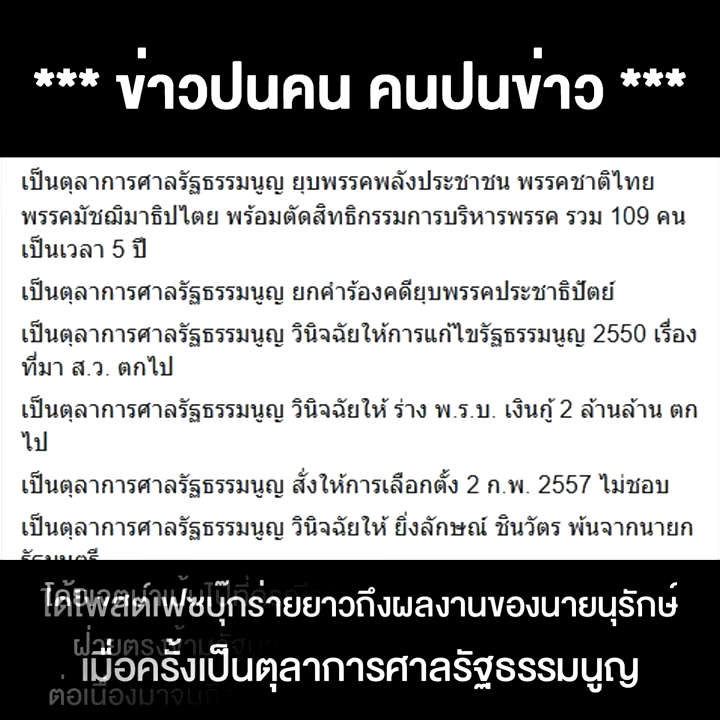 *** ข่าวปนคน คนปนข่าว ***
เป็นตุลาการศาลรัฐธรรมนูญ ยุบพรรคพลังประชาชน พรรคชาติไทย
พรรคมัชฌิมาธิปไตย พร้อมตัดสิทธิกรรมการบริหารพรรค รวม 109 คน
เป็นเวลา 5 ปี
เป็นตุลาการศาลรัฐธรรมนูญ ยกคำร้องคดียุบพรรคประชาธิปัตย์
เป็นตุลาการศาลรัฐธรรมนูญ วินิจฉัยให้การแก้ไขรัฐธรรมนูญ 2550 เรื่อง
ที่มา ส.ว. ตกไป
เป็นตุลาการศาลรัฐธรรมนูญ วินิจฉัยให้ ร่าง พ.ร.บ. เงินกู้ 2 ล้านล้าน ตก
ไป
เป็นตุลาการศาลรัฐธรรมนูญ สั่งให้การเลือกตั้ง 2 ก.พ. 2557 ไม่ชอบ
เป็นตุลาการศาลรัฐธรรมนูญ วินิจฉัยให้ ยิ่งลักษณ์ ชินวัตร พ้นจากนายก
รัฐมนตรี
ได้โพสต์เฟซบุ๊กร่ายยาวถึงผลงานของนายนุรักษ์
เมื่อครั้งเป็นตุลาการศาลรัฐธรรมนูญ